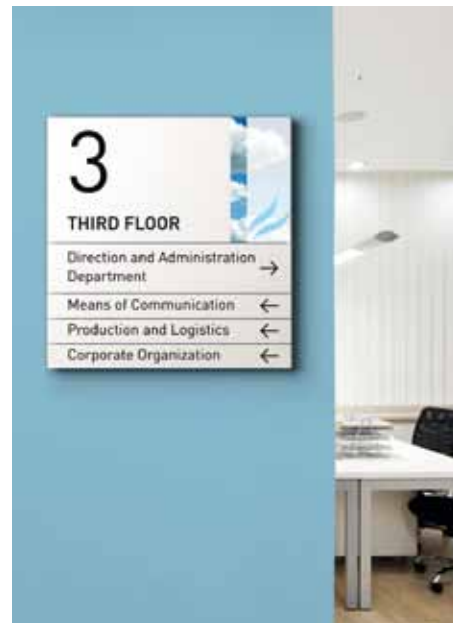 3
THIRD FLOOR
Direction and Administration →
Department
Means of Communication ←
Production and Logistics ←
Corporate Organization ←